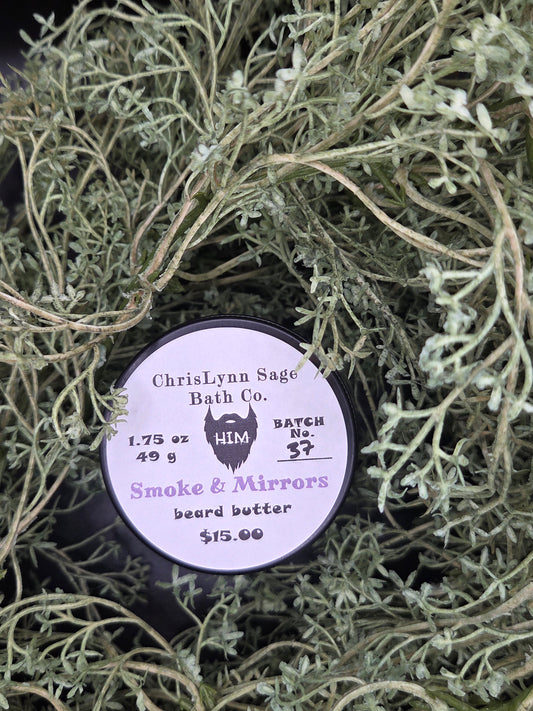 ChrisLynn Sage
Bath Co.
1.75 oz
49 g
HIM
BATCH
No.
37
Smoke & Mirrors
beard butter
$15.00